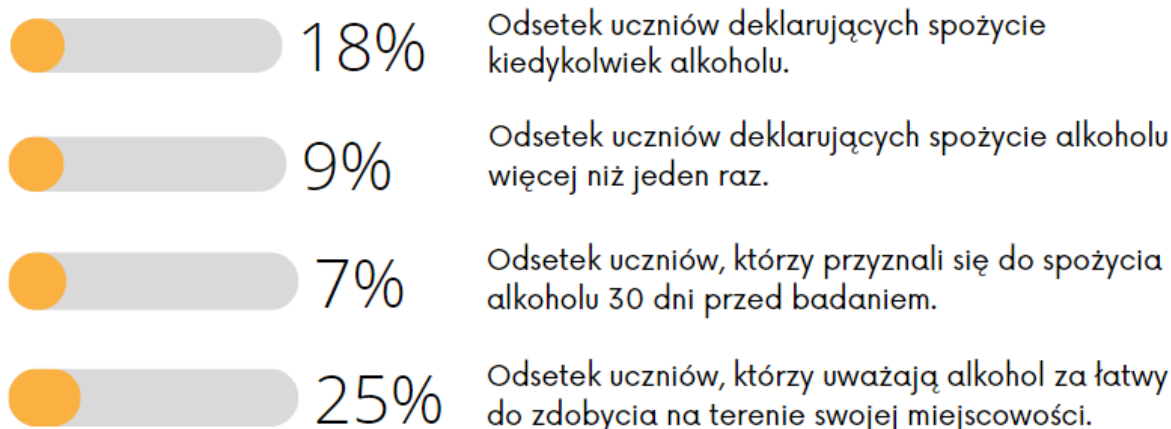 18%
Odsetek uczniów deklarujących spożycie
kiedykolwiek alkoholu.
9%
Odsetek uczniów deklarujących spożycie alkoholu
więcej niż jeden raz.
7%
Odsetek uczniów, którzy przyznali się do spożycia
alkoholu 30 dni przed badaniem.
25%
Odsetek uczniów, którzy uważają alkohol za łatwy
do zdobycia na terenie swojej miejscowości.